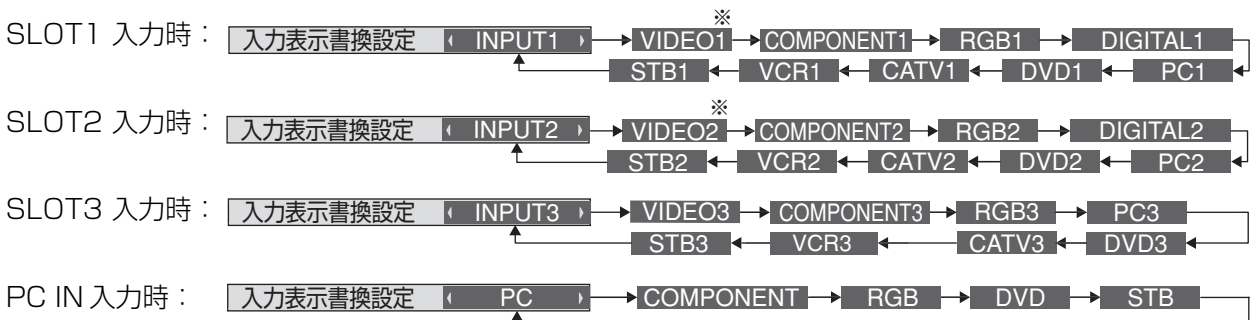 ※
SLOT1 入力時： 入力表示書換設定 INPUT1 VIDEO1 COMPONENT1 RGB1 DIGITAL1
STB1 VCR1 CATV1 DVD1 PC1
※
SLOT2 入力時： 入力表示書換設定 INPUT2 VIDEO2 COMPONENT2 RGB2 DIGITAL2
STB2 VCR2 CATV2 DVD2 PC2
SLOT3 入力時： 入力表示書換設定 INPUT3 VIDEO3 COMPONENT3 RGB3 PC3
STB3 VCR3 CATV3 DVD3
PC IN 入力時： 入力表示書換設定 PC COMPONENT RGB DVD STB